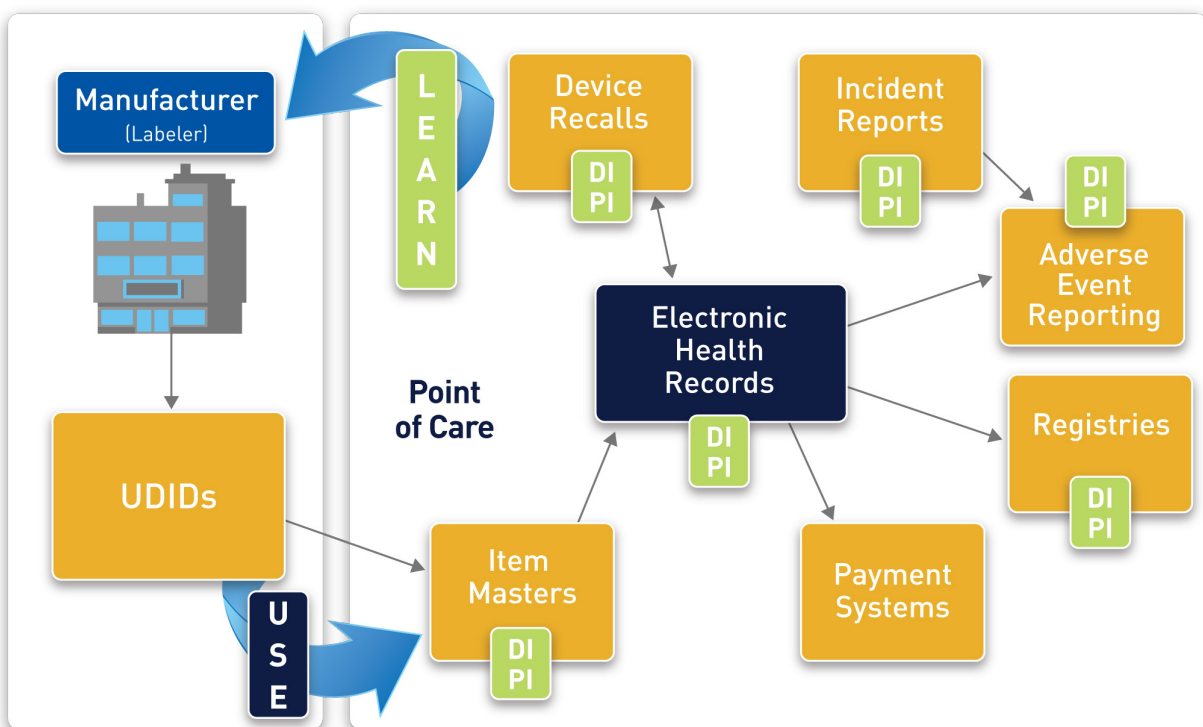 Manufacturer
(Labeler)
UDIDs
U
S
E
L
E
A
R
N
Point
of Care
Device
Recalls
DI
PI
Incident
Reports
DI
PI
DI
PI
Adverse
Event
Reporting
Electronic
Health
Records
DI
PI
Registries
DI
PI
Item
Masters
DI
PI
Payment
Systems